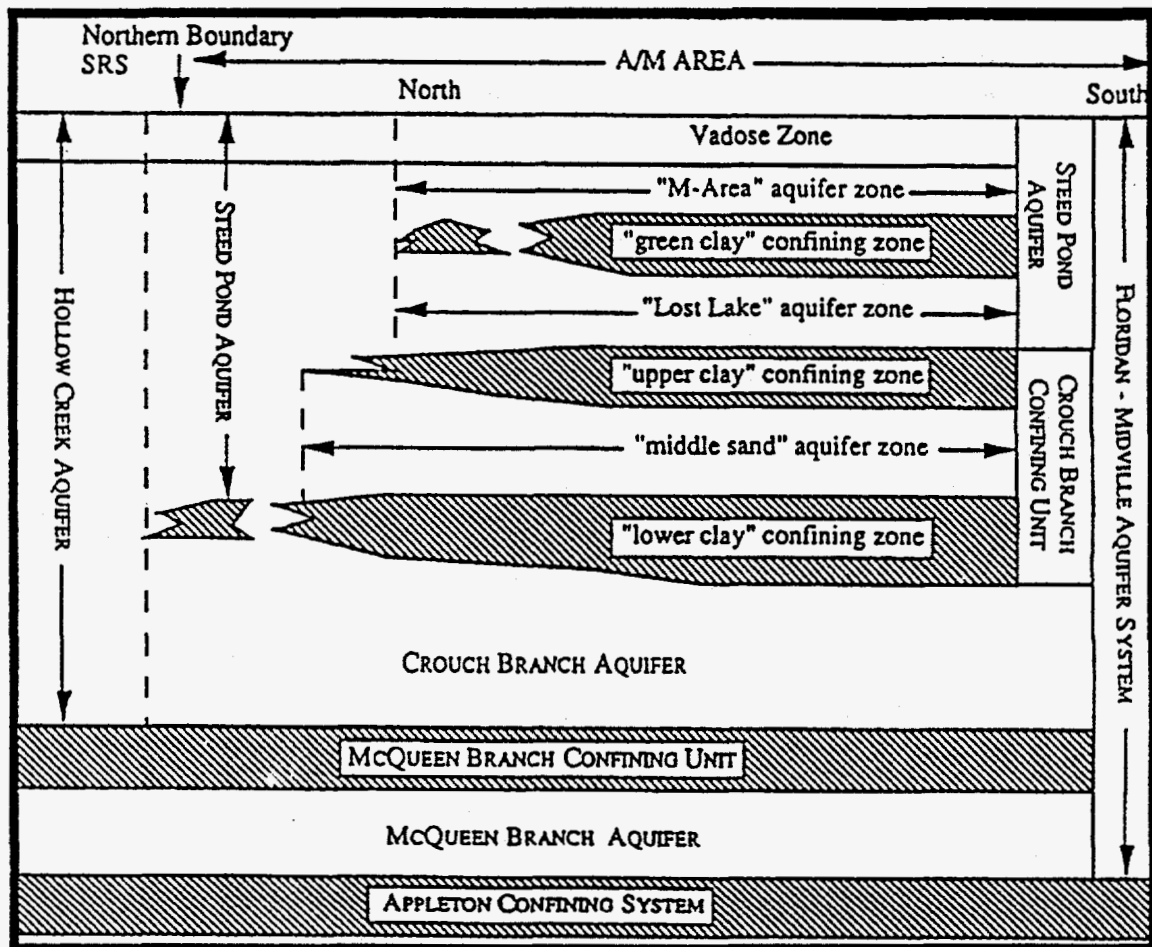 Northern Boundary
SRS
A/M AREA
North
South
Vadose Zone
"M-Area" aquifer zone
"green clay" confining zone
"Lost Lake" aquifer zone
"upper clay" confining zone
"middle sand" aquifer zone
"lower clay" confining zone
STEED POND
AQUIFER
CROUCH BRANCH
CONFINING UNIT
FLORIDAN - MIDVILLE AQUIFER SYSTEM
STEED POND AQUIFER
HOLLOW CREEK AQUIFER
CROUCH BRANCH AQUIFER
MCQUEEN BRANCH CONFINING UNIT
MCQUEEN BRANCH AQUIFER
APPLETON CONFINING SYSTEM